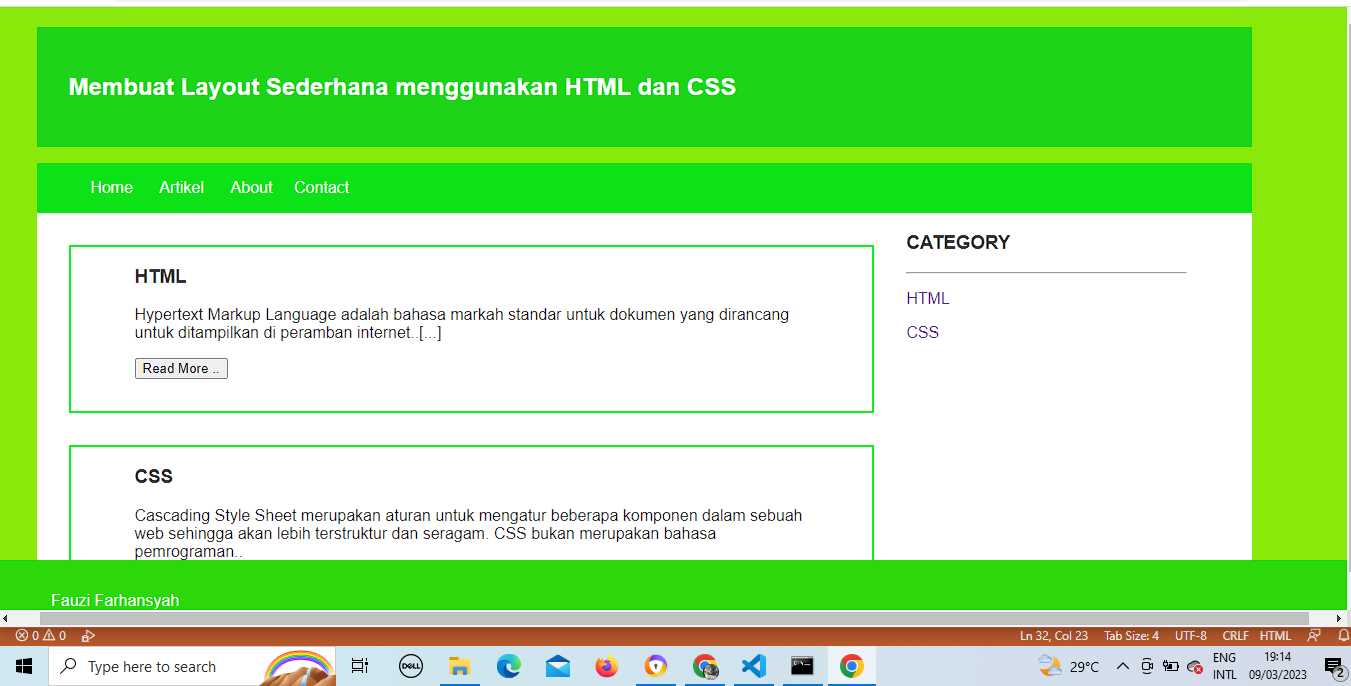 Membuat Layout Sederhana menggunakan HTML dan CSS
Home Artikel About Contact
HTML
Hypertext Markup Language adalah bahasa markah standar untuk dokumen yang dirancang
untuk ditampilkan di peramban internet..[...]
Read More ..
CSS
Cascading Style Sheet merupakan aturan untuk mengatur beberapa komponen dalam sebuah
web sehingga akan lebih terstruktur dan seragam. CSS bukan merupakan bahasa
pemrograman..
CATEGORY
HTML
CSS
Fauzi Farhansyah
0 0 Ln 32, Col 23 Tab Size: 4 UTF-8 CRLF HTML
Type here to search
DELL
29°C
ENG
INTL
19:14
09/03/2023
2